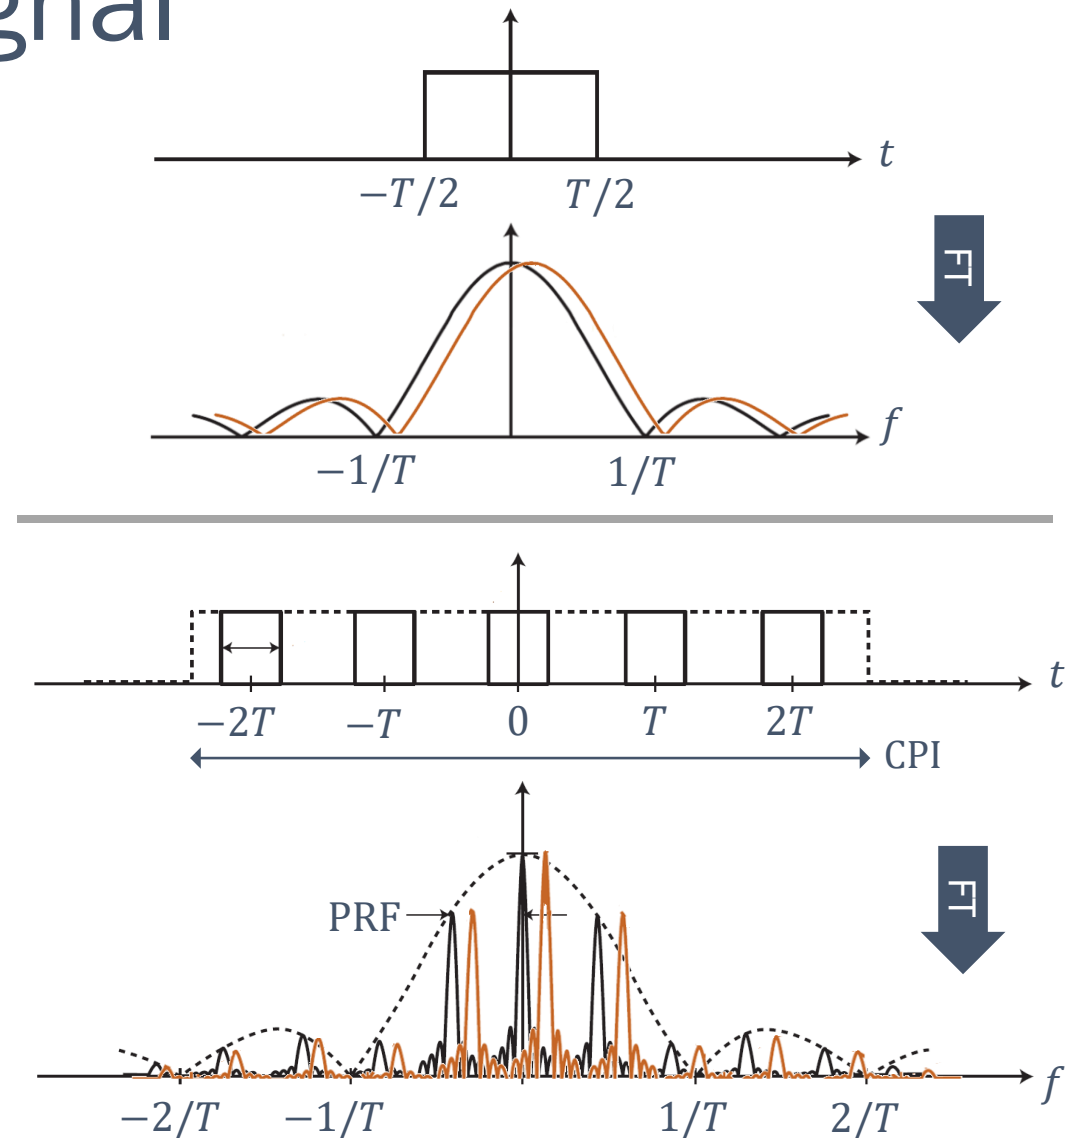 gnal
t
−T/2 T/2
FT
f
−1/T 1/T
t
−2T −T 0 T 2T
CPI
PRF
FT
f
−2/T −1/T 1/T 2/T